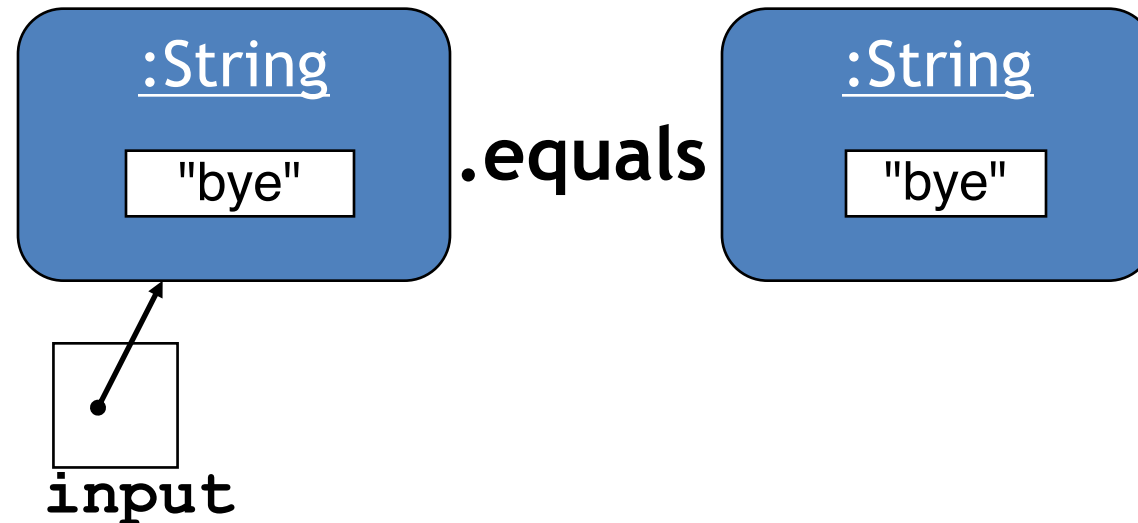 :String
"bye"
.equals
:String
"bye"
input